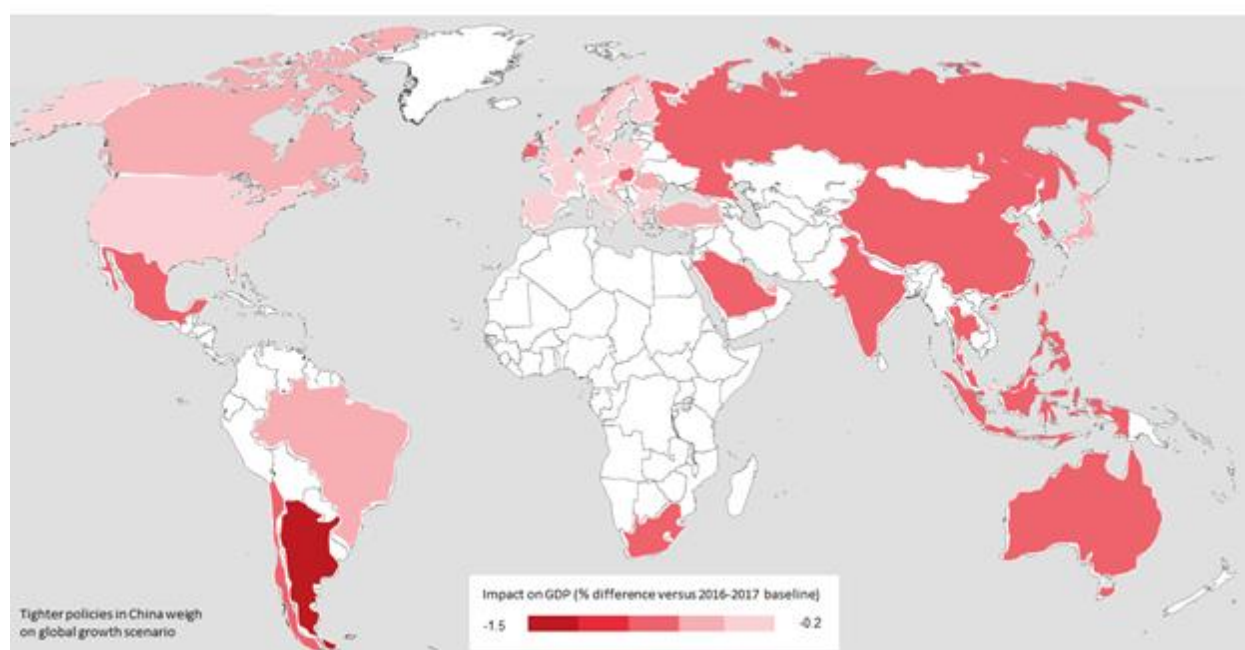 Impact on GDP (% difference versus 2016-2017 baseline)
-1.5
-0.2
Tighter policies in China weigh
on global growth scenario